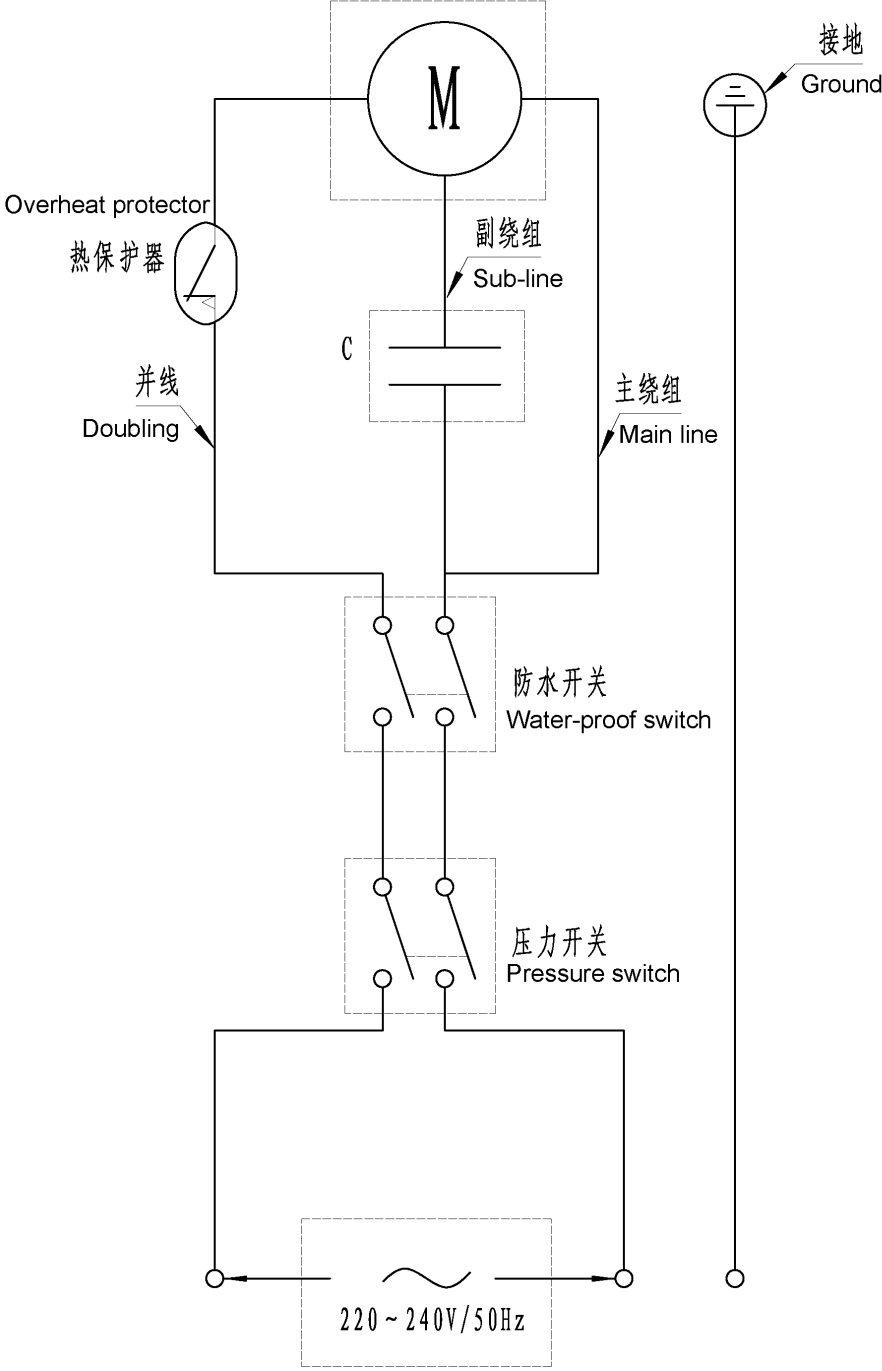 接地
Ground
M
Overheat protector
热保护器
副绕组
Sub-line
C
并线
Doubling
主绕组
Main line
防水开关
Water-proof switch
压力开关
Pressure switch
220~240V/50Hz